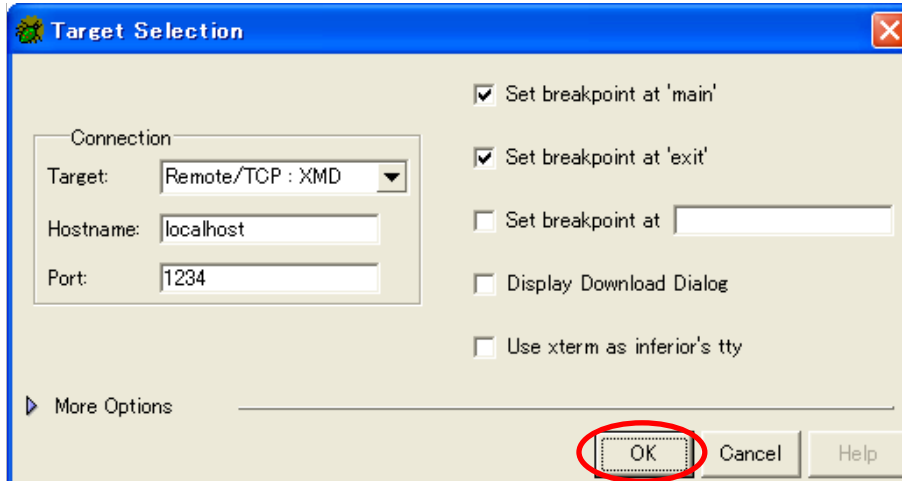 Target Selection
Connection
Target: Remote/TCP : XMD
Hostname: localhost
Port: 1234
Set breakpoint at 'main'
Set breakpoint at 'exit'
Set breakpoint at
Display Download Dialog
Use xterm as inferior's tty
More Options
OK Cancel Help